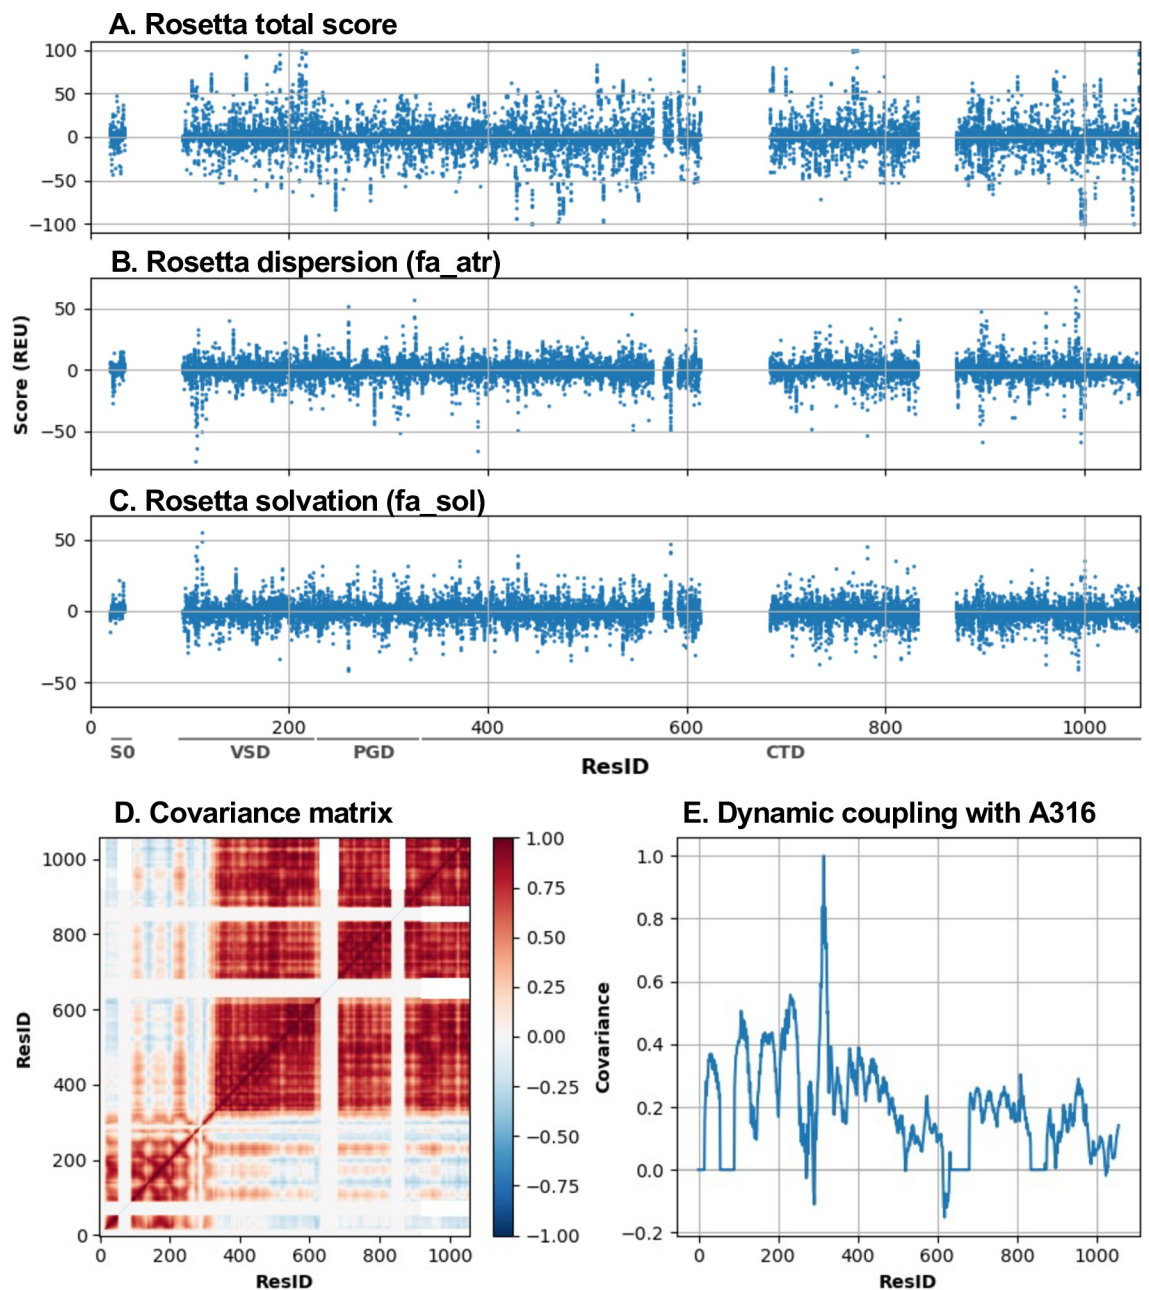 A. Rosetta total score
100
50
0
−50
−100
B. Rosetta dispersion (fa_atr)
50
0
−50
Score (REU)
C. Rosetta solvation (fa_sol)
50
0
−50
0 200 400 600 800 1000
S0 VSD PGD CTD
ResID
D. Covariance matrix
1000
800
600
400
200
0
ResID
0 200 400 600 800 1000
ResID
1.00
0.75
0.50
0.25
0.00
−0.25
−0.50
−0.75
−1.00
E. Dynamic coupling with A316
1.0
0.8
0.6
0.4
0.2
0.0
−0.2
Covariance
0 200 400 600 800 1000
ResID